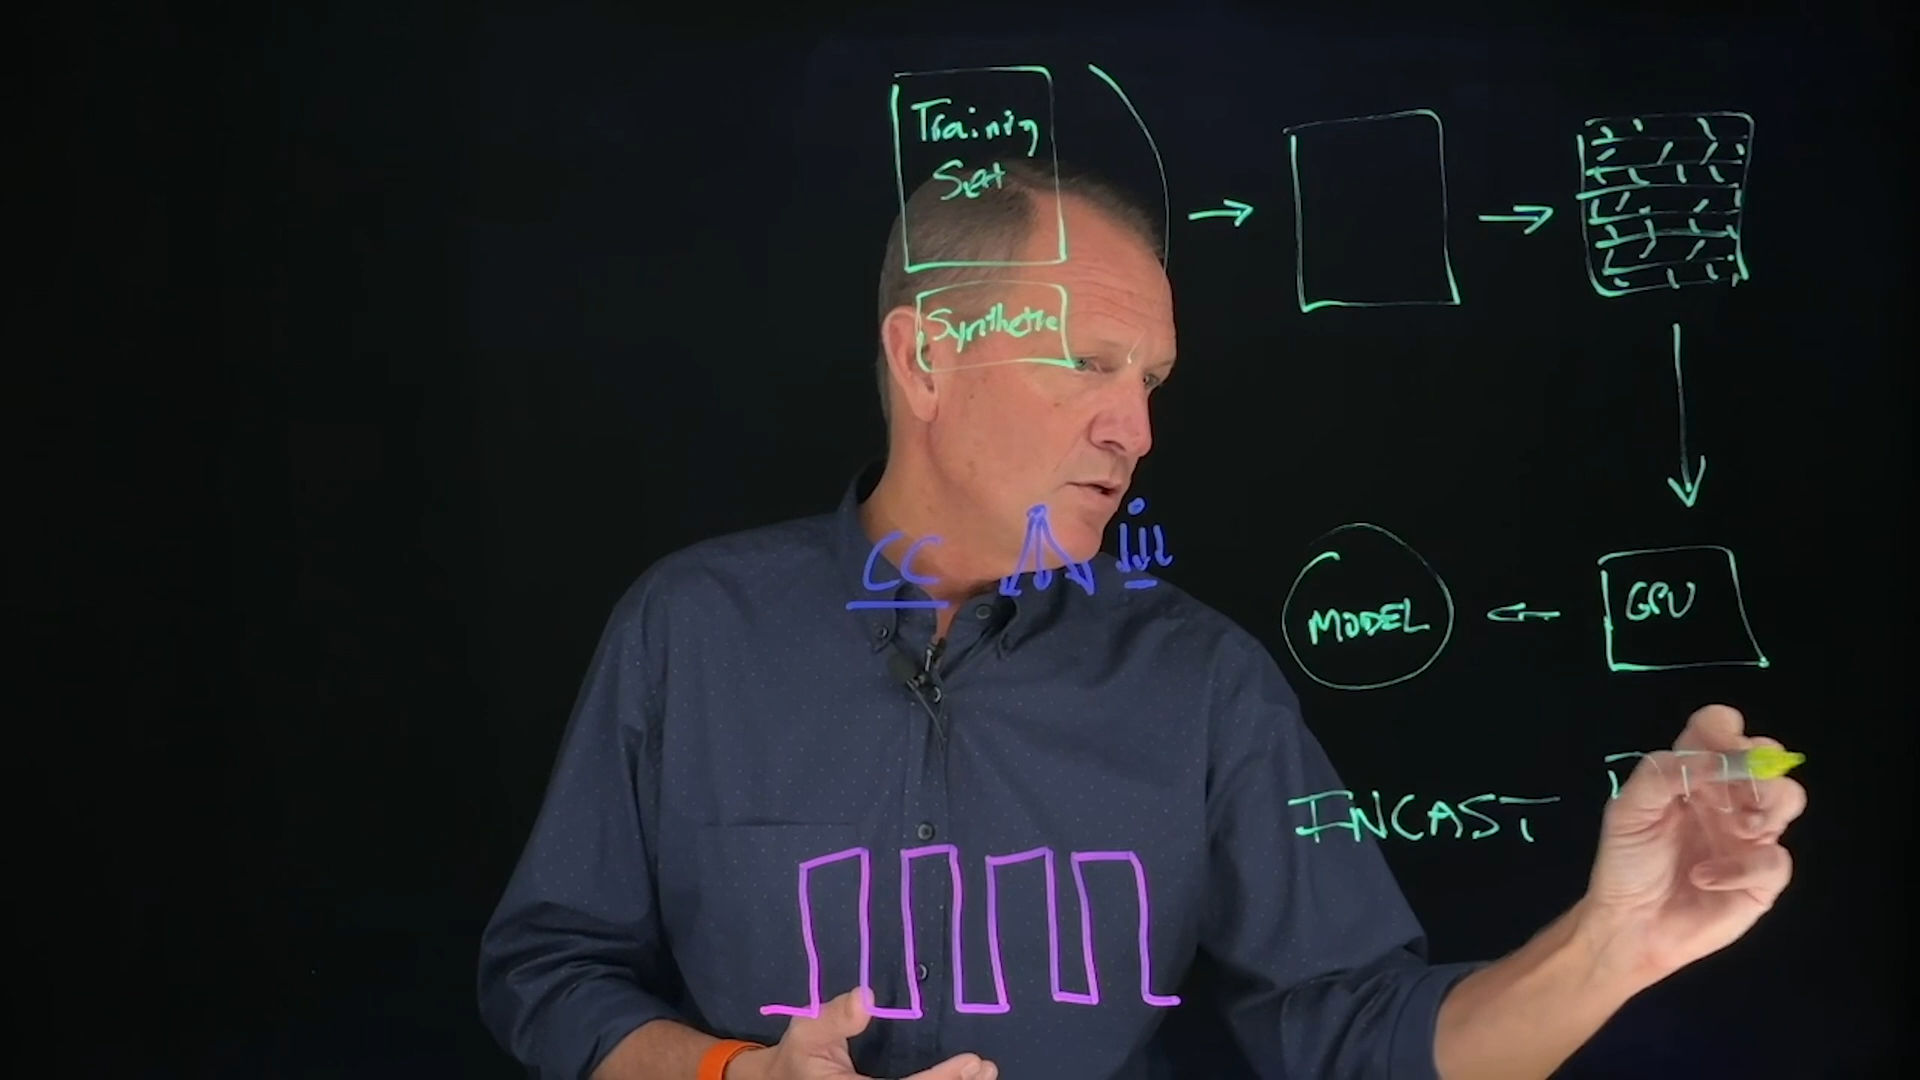 Training
Set
Synthetic
CC
MODEL
GPU
INCAST